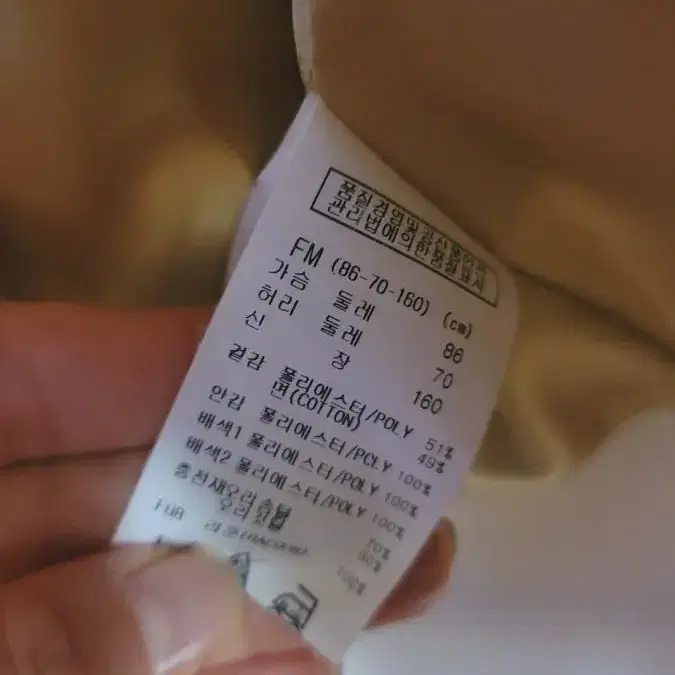 품질경영및공산품안전
관리법에의한품질표시
FM (86-70-160) (cm)
가슴 둘레 86
허리 둘레 70
신 장 160
겉감 폴리에스터/POLY 51%
면(COTTON) 49%
안감 폴리에스터/POLY 100%
배색1 폴리에스터/POLY 100%
배색2 폴리에스터/POLY 100%
충전재오리솜털 70%
오리깃털
FUR 100%